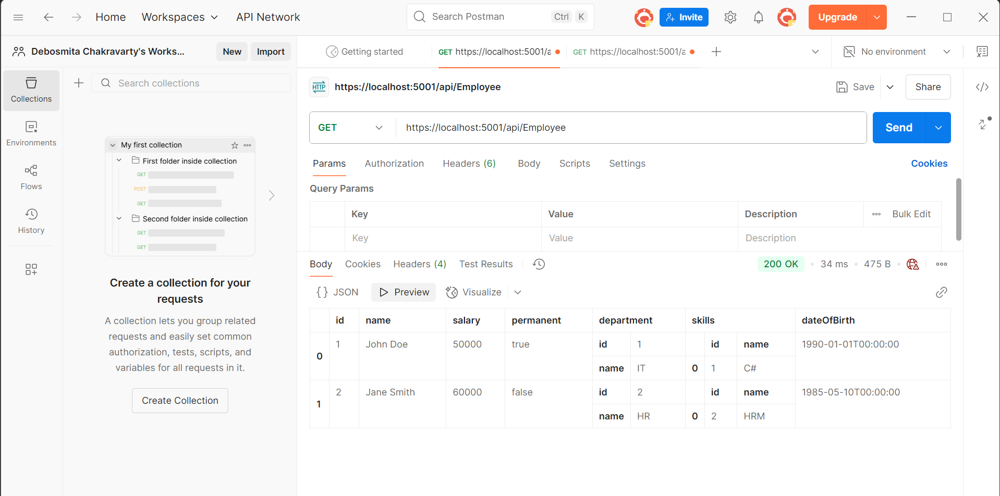 Home Workspaces API Network Search Postman Ctrl K Invite Upgrade
Debosmita Chakravarty's Works... New Import
Getting started GET https://localhost:5001/a GET https://localhost:5001/a No environment
Collections
Environments
Flows
History
Search collections
My first collection
First folder inside collection
GET
POST
GET
Second folder inside collection
GET
GET
Create a collection for your
requests
A collection lets you group related
requests and easily set common
authorization, tests, scripts, and
variables for all requests in it.
Create Collection
HTTP https://localhost:5001/api/Employee Save Share
GET https://localhost:5001/api/Employee Send
Params Authorization Headers (6) Body Scripts Settings Cookies
Query Params
Key Value Description Bulk Edit
Key Value Description
Body Cookies Headers (4) Test Results 200 OK 34 ms 475 B
{} JSON Preview Visualize
id name salary permanent department skills dateOfBirth
0 1 John Doe 50000 true id 1 id name 1990-01-01T00:00:00
name IT 0 1 C#
1 2 Jane Smith 60000 false id 2 id name 1985-05-10T00:00:00
name HR 0 2 HRM